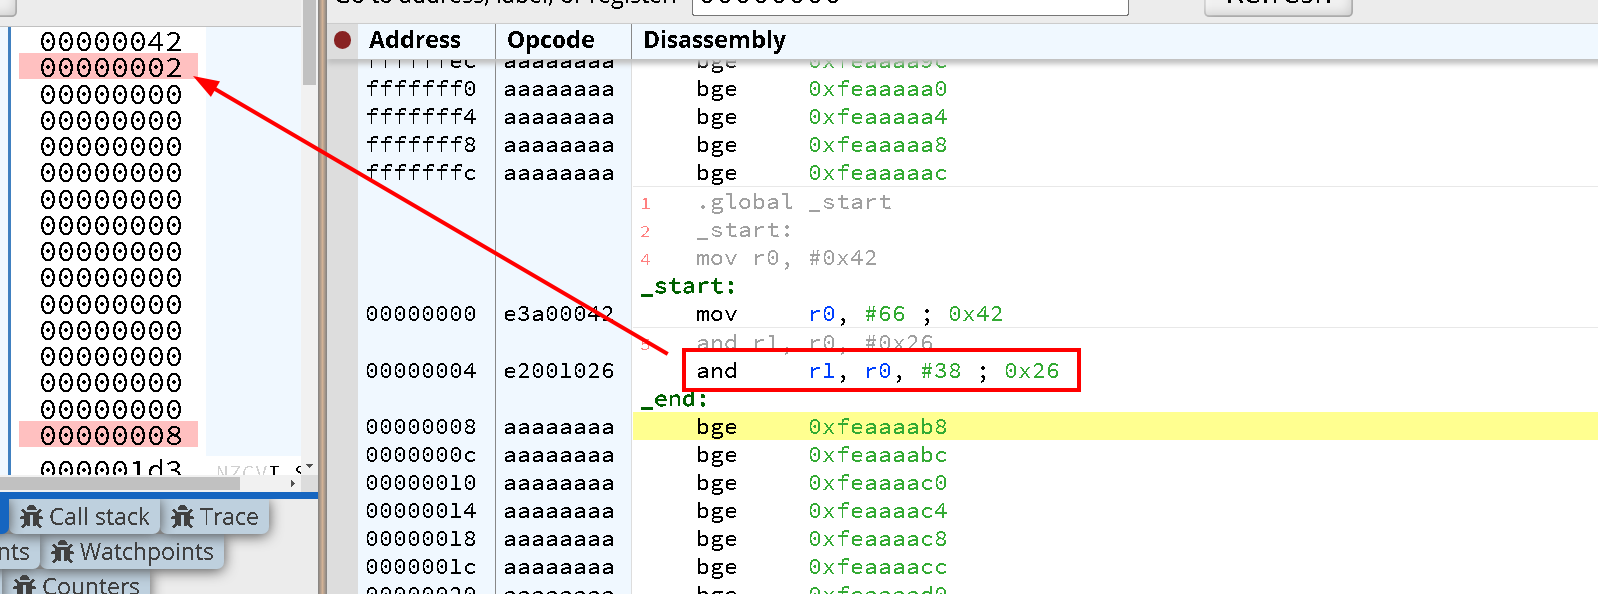 00000042
00000002
00000000
00000000
00000000
00000000
00000000
00000000
00000000
00000000
00000000
00000000
00000000
00000000
00000000
00000008
000001d3 NZCVI S
Call stack Trace
nts Watchpoints
Counters
Go to address, label, or register: 00000000 Refresh
Address Opcode Disassembly
ffffffec aaaaaaaa bge 0xfeaaaa9c
fffffff0 aaaaaaaa bge 0xfeaaaaa0
fffffff4 aaaaaaaa bge 0xfeaaaaa4
fffffff8 aaaaaaaa bge 0xfeaaaaa8
fffffffc aaaaaaaa bge 0xfeaaaaac
1 .global _start
2 _start:
4 mov r0, #0x42
_start:
00000000 e3a00042 mov r0, #66 ; 0x42
5 and r1, r0, #0x26
00000004 e2001026 and r1, r0, #38 ; 0x26
_end:
00000008 aaaaaaaa bge 0xfeaaaab8
0000000c aaaaaaaa bge 0xfeaaaabc
00000010 aaaaaaaa bge 0xfeaaaac0
00000014 aaaaaaaa bge 0xfeaaaac4
00000018 aaaaaaaa bge 0xfeaaaac8
0000001c aaaaaaaa bge 0xfeaaaacc
00000020 aaaaaaaa bge 0xfeaaaad0